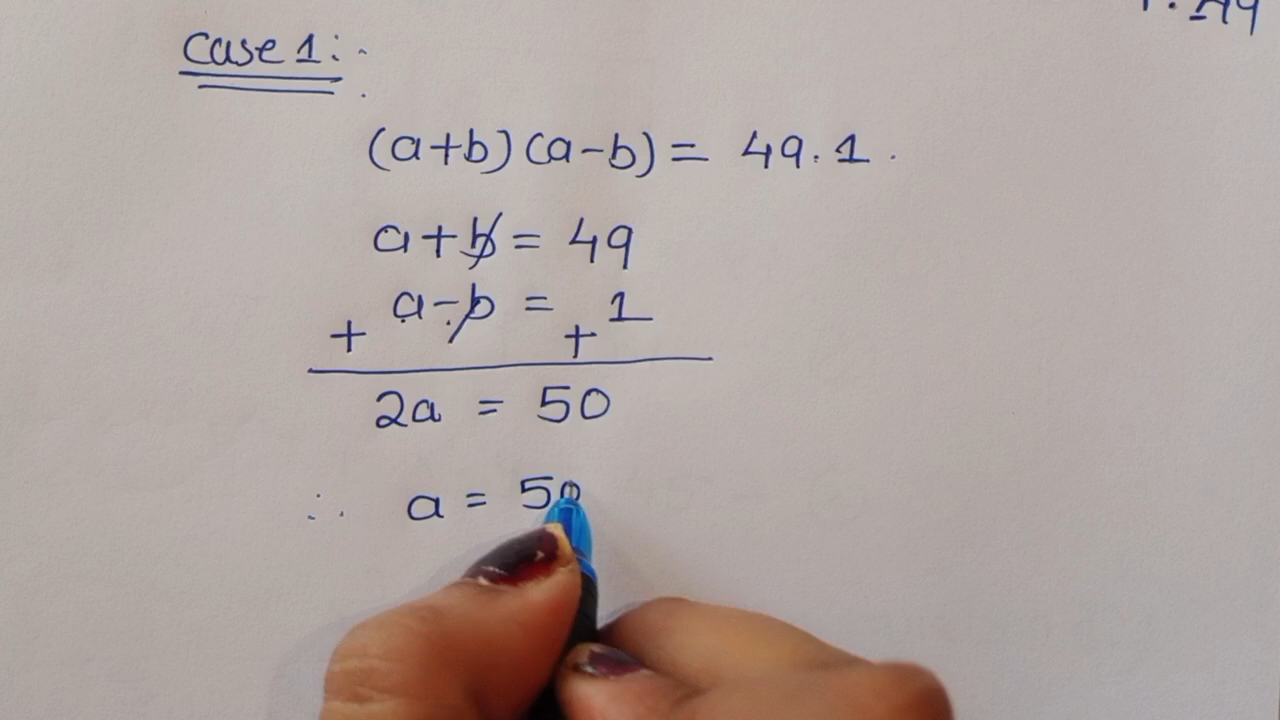 Case 1:-
(a+b)(a-b) = 49.1.
a+b = 49
+ a-b = + 1
2a = 50
∴ a = 50